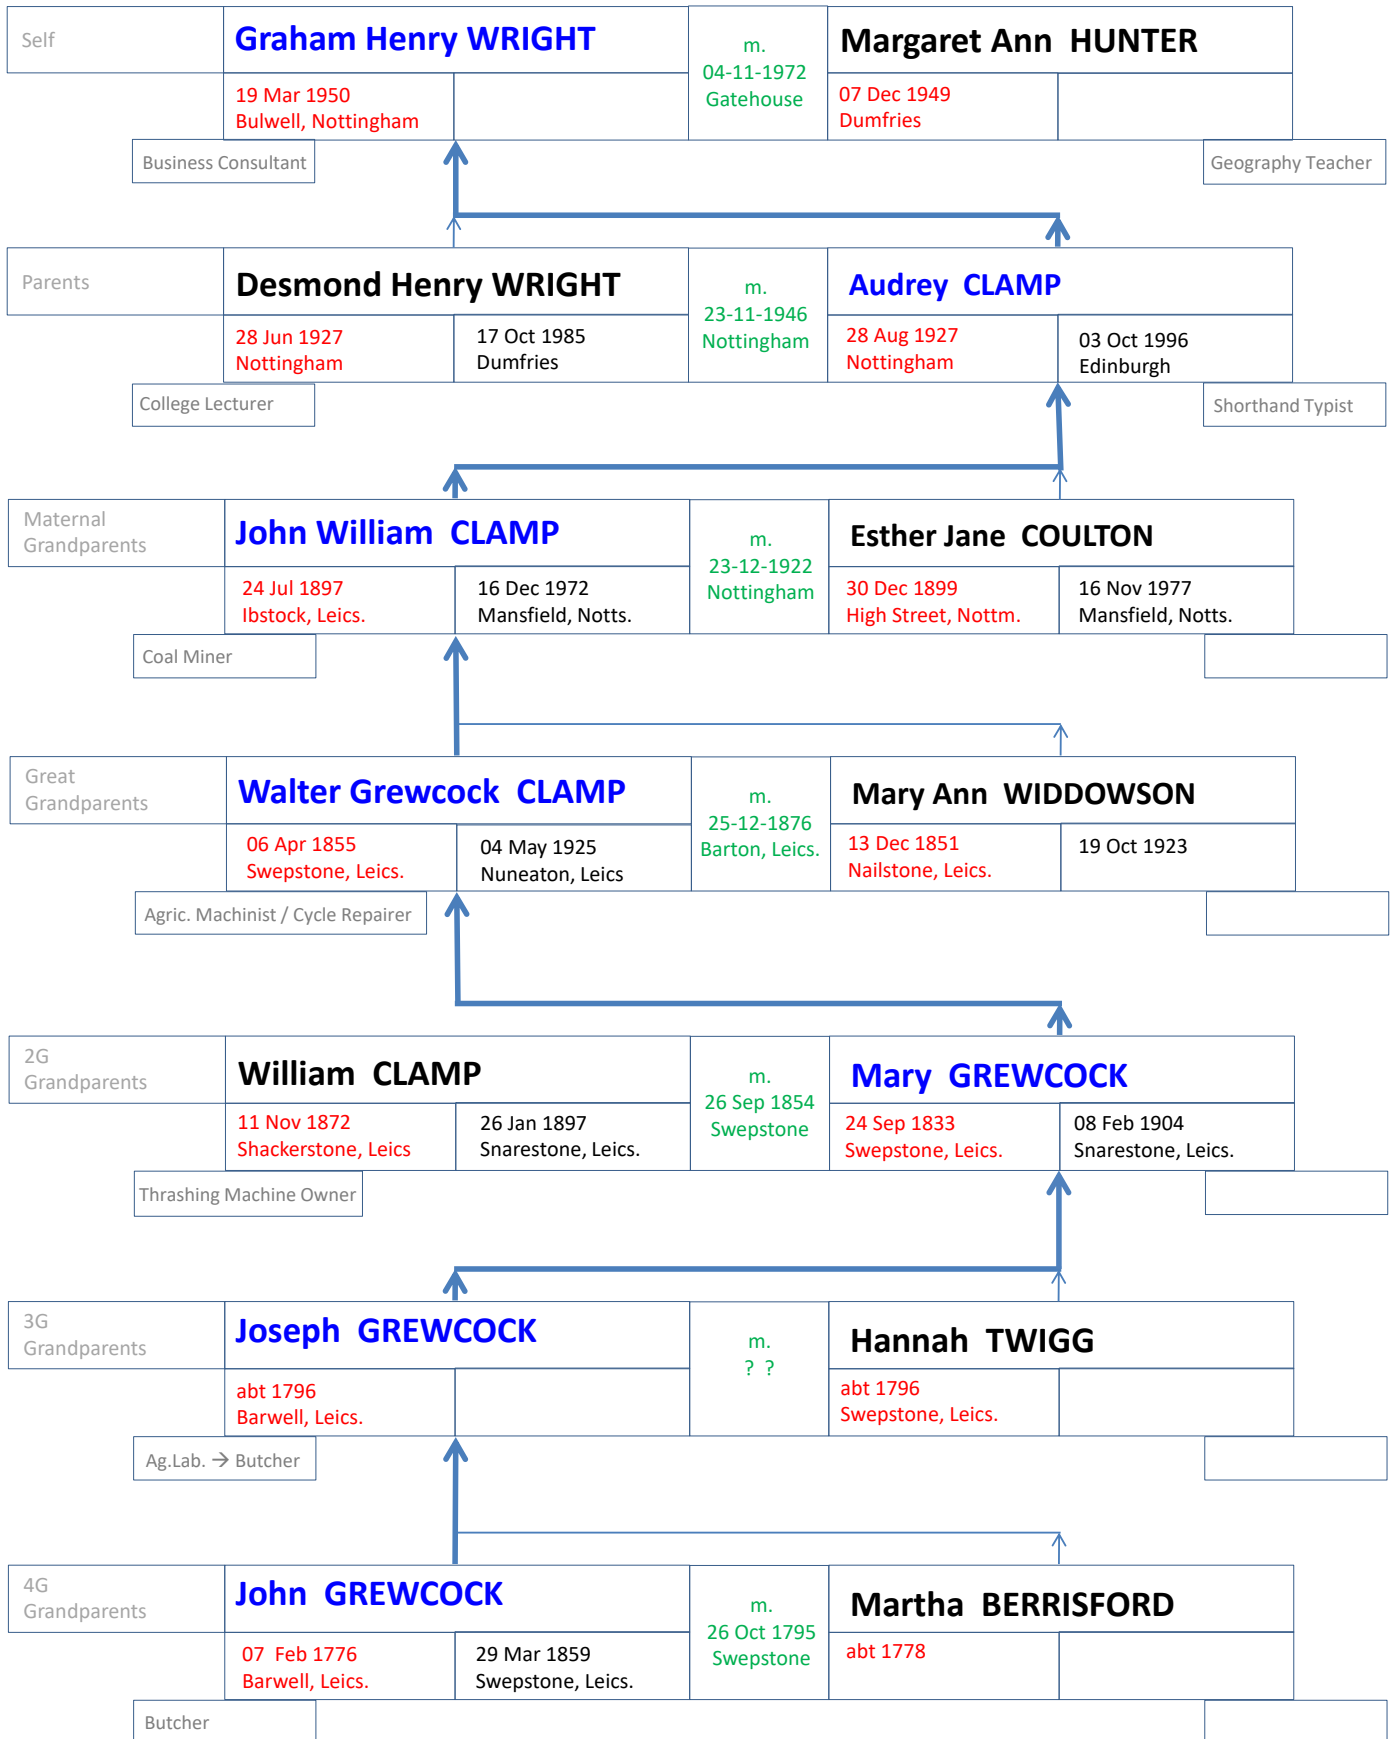 Self
Graham Henry WRIGHT
m.
04-11-1972
Gatehouse
Margaret Ann HUNTER
19 Mar 1950
Bulwell, Nottingham
07 Dec 1949
Dumfries
Business Consultant
Geography Teacher
Parents
Desmond Henry WRIGHT
m.
23-11-1946
Nottingham
Audrey CLAMP
28 Jun 1927
Nottingham
17 Oct 1985
Dumfries
28 Aug 1927
Nottingham
03 Oct 1996
Edinburgh
College Lecturer
Shorthand Typist
Maternal
Grandparents
John William CLAMP
m.
23-12-1922
Nottingham
Esther Jane COULTON
24 Jul 1897
Ibstock, Leics.
16 Dec 1972
Mansfield, Notts.
30 Dec 1899
High Street, Nottm.
16 Nov 1977
Mansfield, Notts.
Coal Miner
Great
Grandparents
Walter Grewcock CLAMP
m.
25-12-1876
Barton, Leics.
Mary Ann WIDDOWSON
06 Apr 1855
Swepstone, Leics.
04 May 1925
Nuneaton, Leics
13 Dec 1851
Nailstone, Leics.
19 Oct 1923
Agric. Machinist / Cycle Repairer
2G
Grandparents
William CLAMP
m.
26 Sep 1854
Swepstone
Mary GREWCOCK
11 Nov 1872
Shackerstone, Leics
26 Jan 1897
Snarestone, Leics.
24 Sep 1833
Swepstone, Leics.
08 Feb 1904
Snarestone, Leics.
Thrashing Machine Owner
3G
Grandparents
Joseph GREWCOCK
m.
? ?
Hannah TWIGG
abt 1796
Barwell, Leics.
abt 1796
Swepstone, Leics.
Ag.Lab. → Butcher
4G
Grandparents
John GREWCOCK
m.
26 Oct 1795
Swepstone
Martha BERRISFORD
07 Feb 1776
Barwell, Leics.
29 Mar 1859
Swepstone, Leics.
abt 1778
Butcher